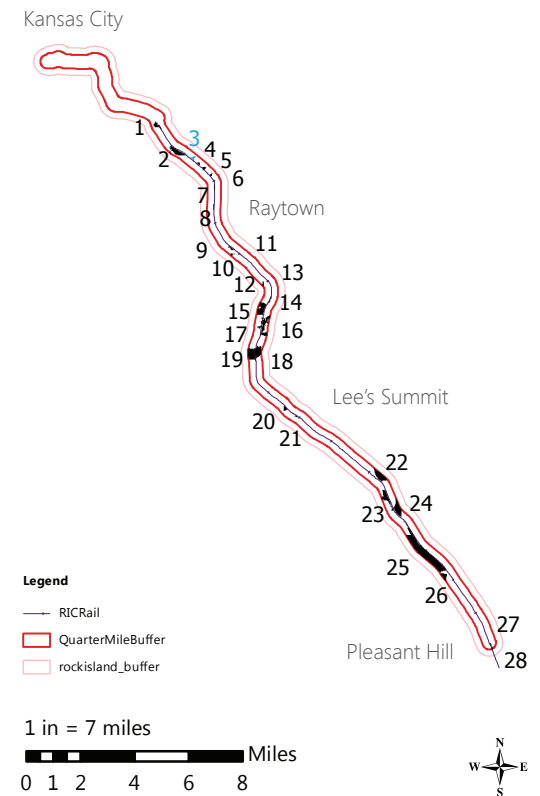 Kansas City
1
2
3
4
5
6
7
8
Raytown
9
10
11
12
13
14
15
16
17
18
19
Lee's Summit
20
21
22
23
24
25
26
27
Pleasant Hill
28
Legend
RICRail
QuarterMileBuffer
rockisland_buffer
1 in = 7 miles
Miles
0 1 2 4 6 8
N
W E
S